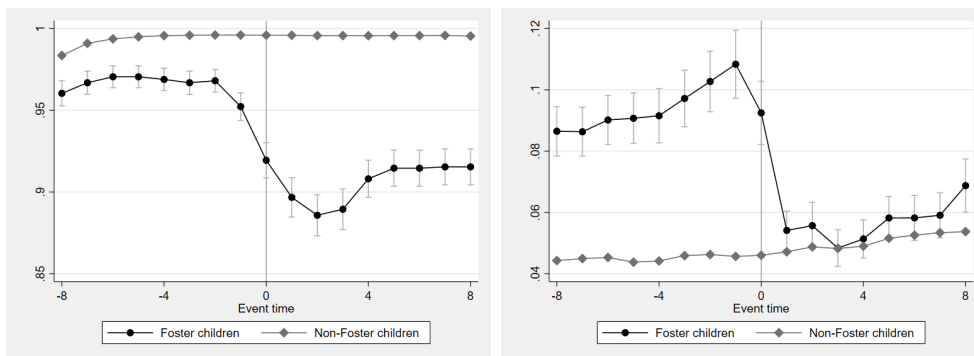 1
.95
.9
.85
-8 -4 0 4 8
Event time
Foster children Non-Foster children
.12
.1
.08
.06
.04
-8 -4 0 4 8
Event time
Foster children Non-Foster children